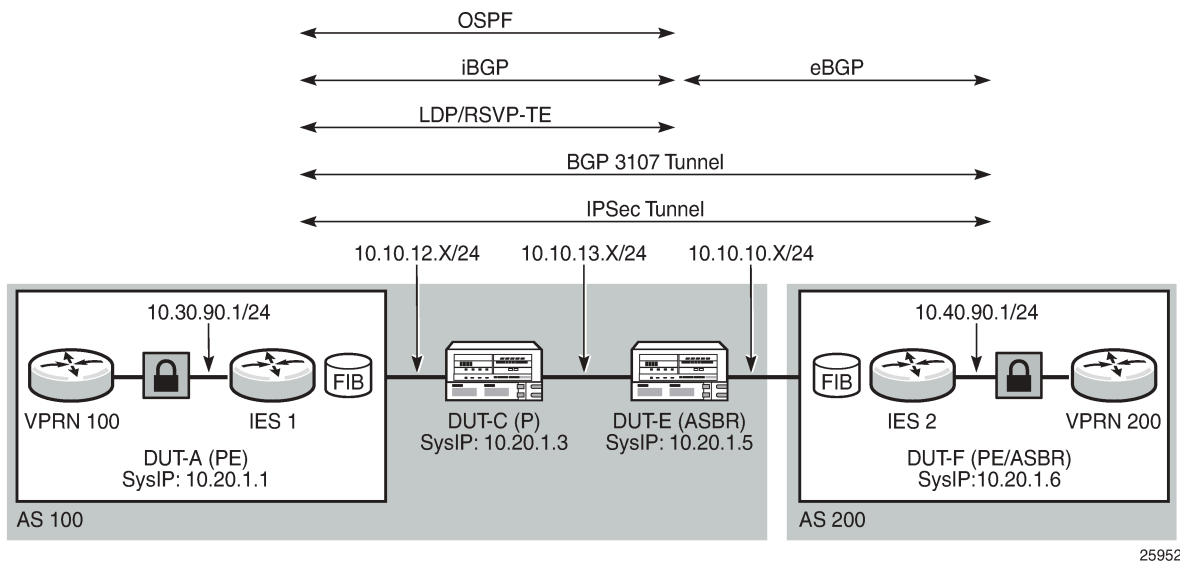 OSPF
iBGP
eBGP
LDP/RSVP-TE
BGP 3107 Tunnel
IPSec Tunnel
10.10.12.X/24
10.10.13.X/24
10.10.10.X/24
10.30.90.1/24
10.40.90.1/24
FIB
FIB
VPRN 100
IES 1
DUT-C (P)
SysIP: 10.20.1.3
DUT-E (ASBR)
SysIP: 10.20.1.5
IES 2
VPRN 200
DUT-A (PE)
SysIP: 10.20.1.1
DUT-F (PE/ASBR)
SysIP:10.20.1.6
AS 100
AS 200
25952